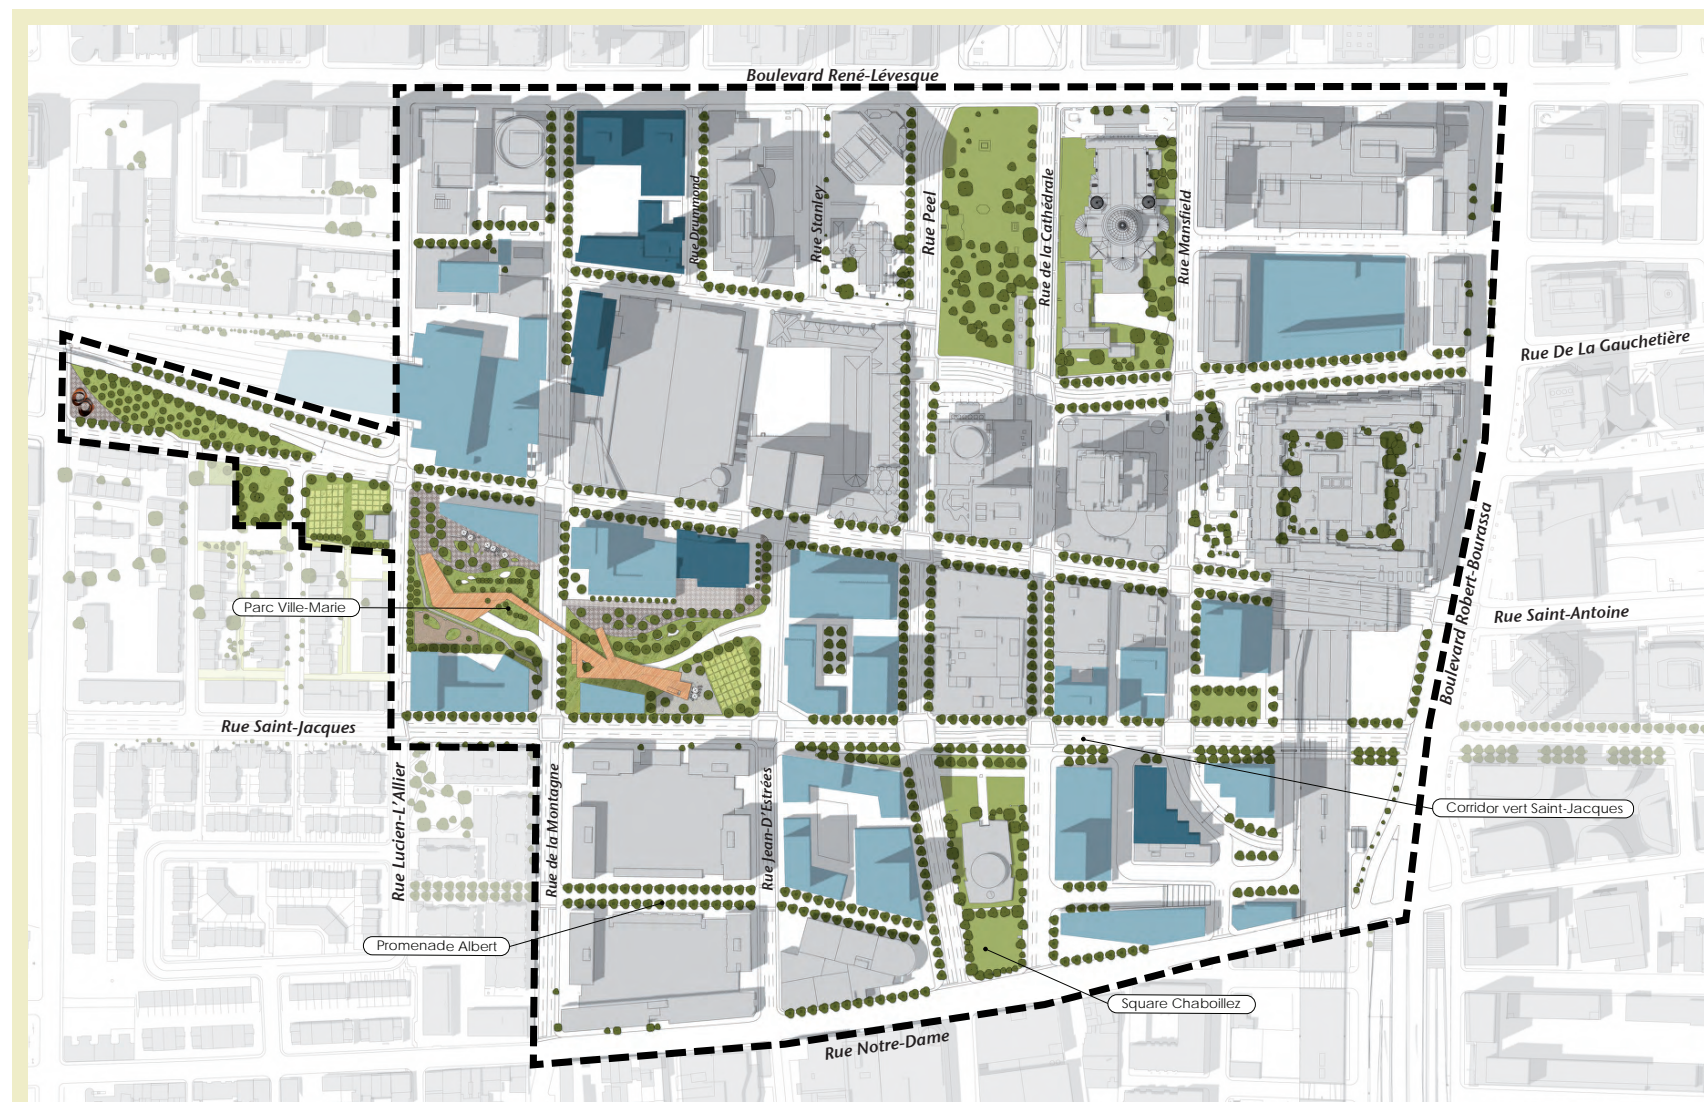 Boulevard René-Lévesque
Rue Drummond
Rue Stanley
Rue Peel
Rue de la Cathédrale
Rue Mansfield
Rue De La Gauchetière
Boulevard Robert-Bourassa
Rue Saint-Antoine
Parc Ville-Marie
Rue Saint-Jacques
Rue Lucien-L'Allier
Rue de la Montagne
Rue Jean-D'Estrées
Corridor vert Saint-Jacques
Promenade Albert
Square Chaboillez
Rue Notre-Dame